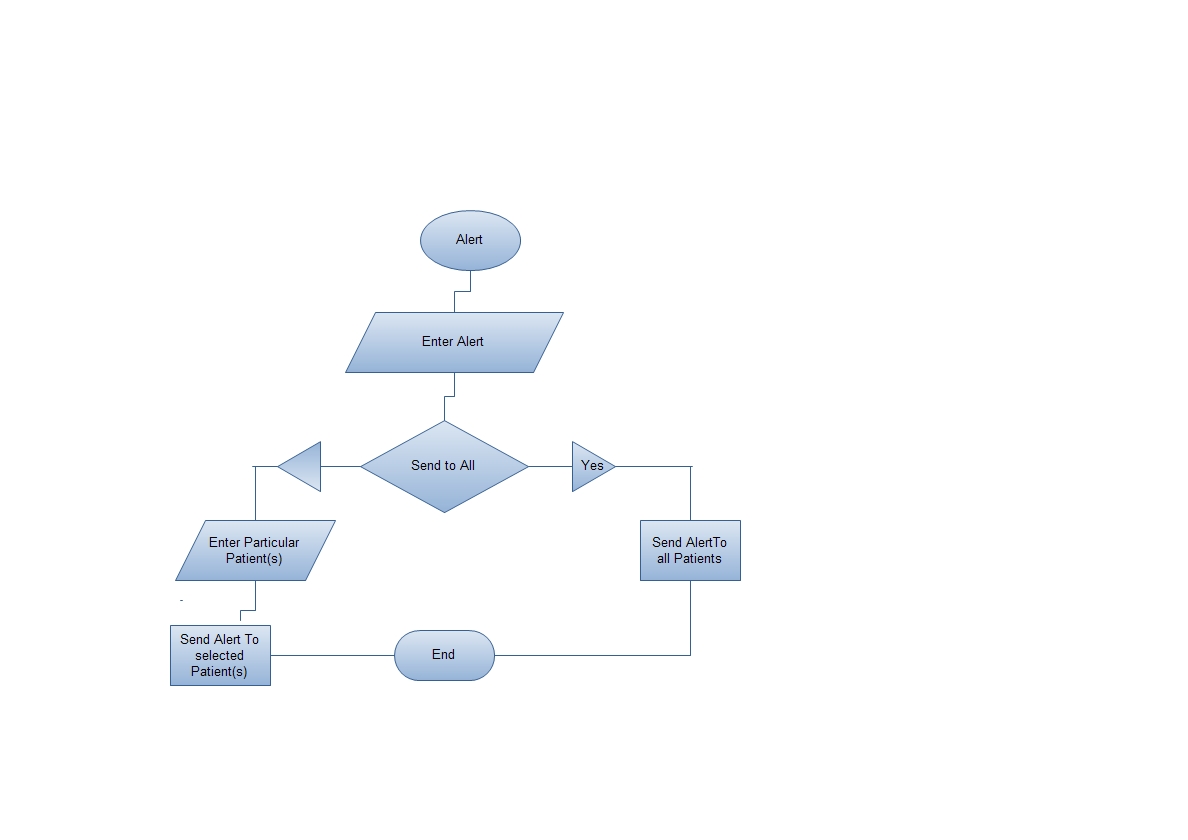 Alert
Enter Alert
Send to All
Yes
Enter Particular
Patient(s)
Send AlertTo
all Patients
-
Send Alert To
selected
Patient(s)
End